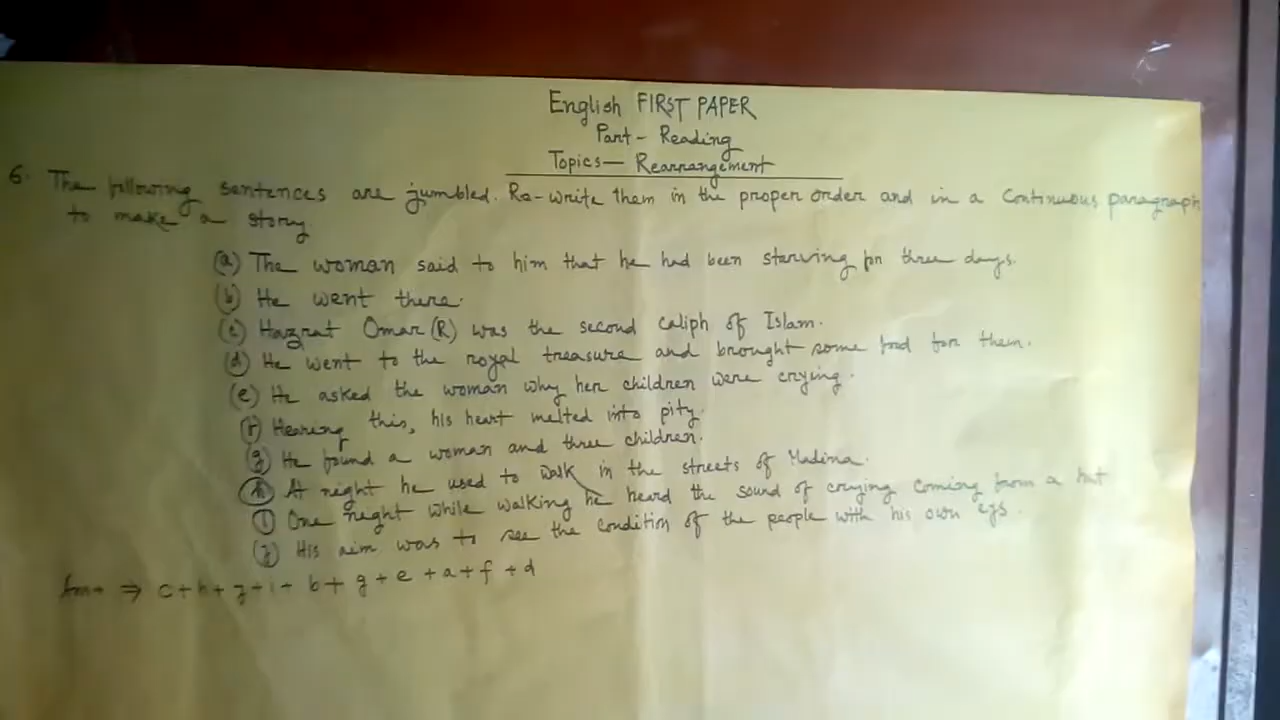 English FIRST PAPER
Part - Reading
Topics — Rearrangement
6. The following sentences are jumbled. Re-write them in the proper order and in a continuous paragraph
to make a story.
(a) The woman said to him that he had been starving for three days.
(b) He went there.
(c) Hazrat Omar (R) was the second caliph of Islam.
(d) He went to the royal treasure and brought some food for them.
(e) He asked the woman why her children were crying.
(f) Hearing this, his heart melted into pity.
(g) He found a woman and three children.
(h) At night he used to walk in the streets of Madina.
(i) One night while walking he heard the sound of crying coming from a hut
(j) His aim was to see the condition of the people with his own eys.
⇒ c+h+j+i+ b+ g+e +a+f +d